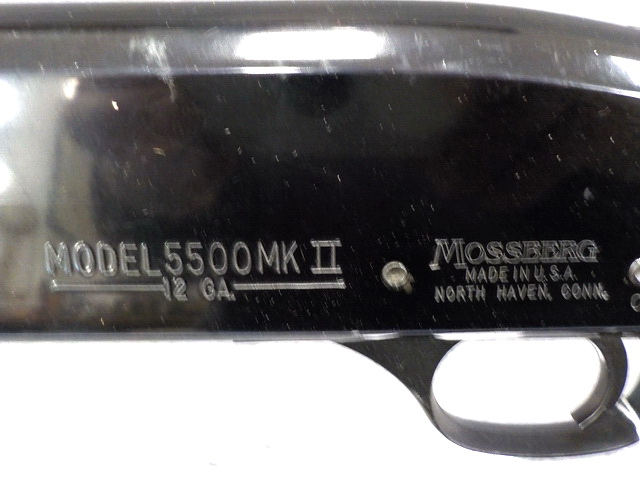 MODEL 5500 MK II
12 GA.
MOSSBERG
MADE IN U.S.A.
NORTH HAVEN, CONN.